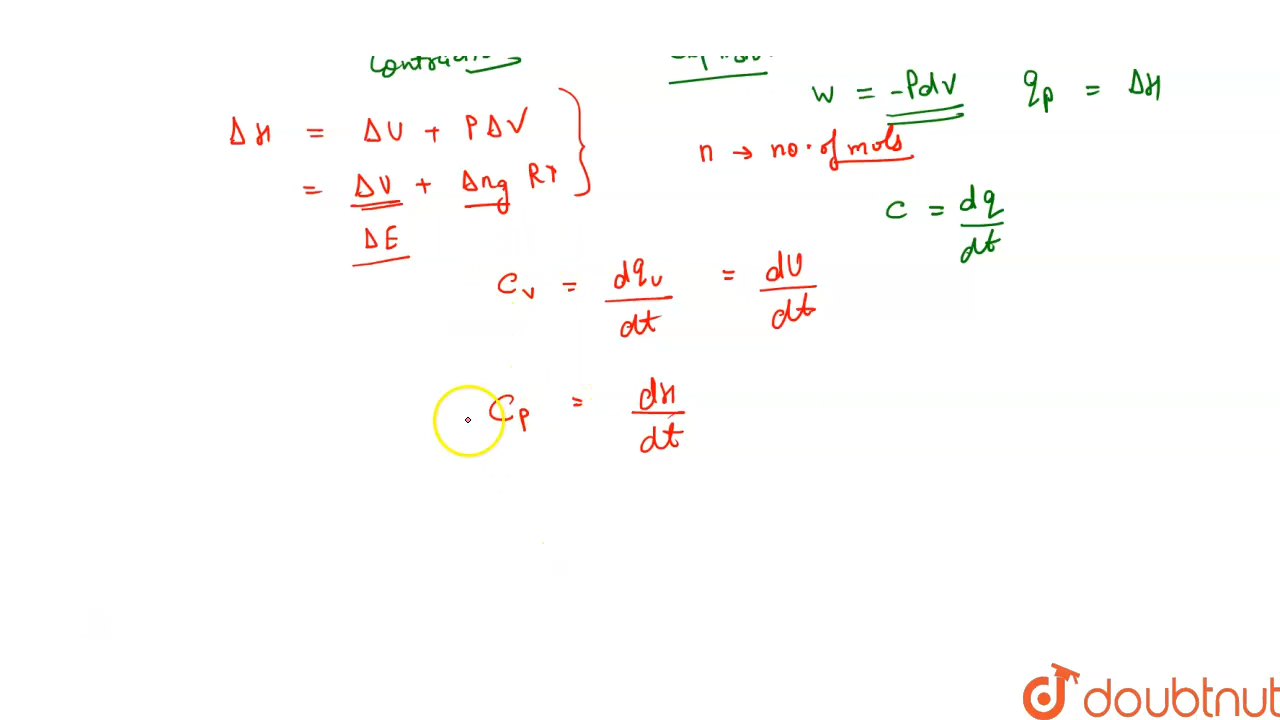 w = -PdV   qp = ΔH
ΔH = ΔU + PΔV
n → no. of mols
= ΔU + Δng RT
ΔE
c = dq/dt
Cv = dqv/dt = dU/dt
Cp = dH/dt
doubtnut